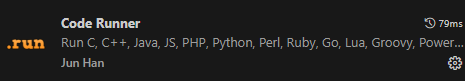 .run
Code Runner
79ms
Run C, C++, Java, JS, PHP, Python, Perl, Ruby, Go, Lua, Groovy, Power...
Jun Han